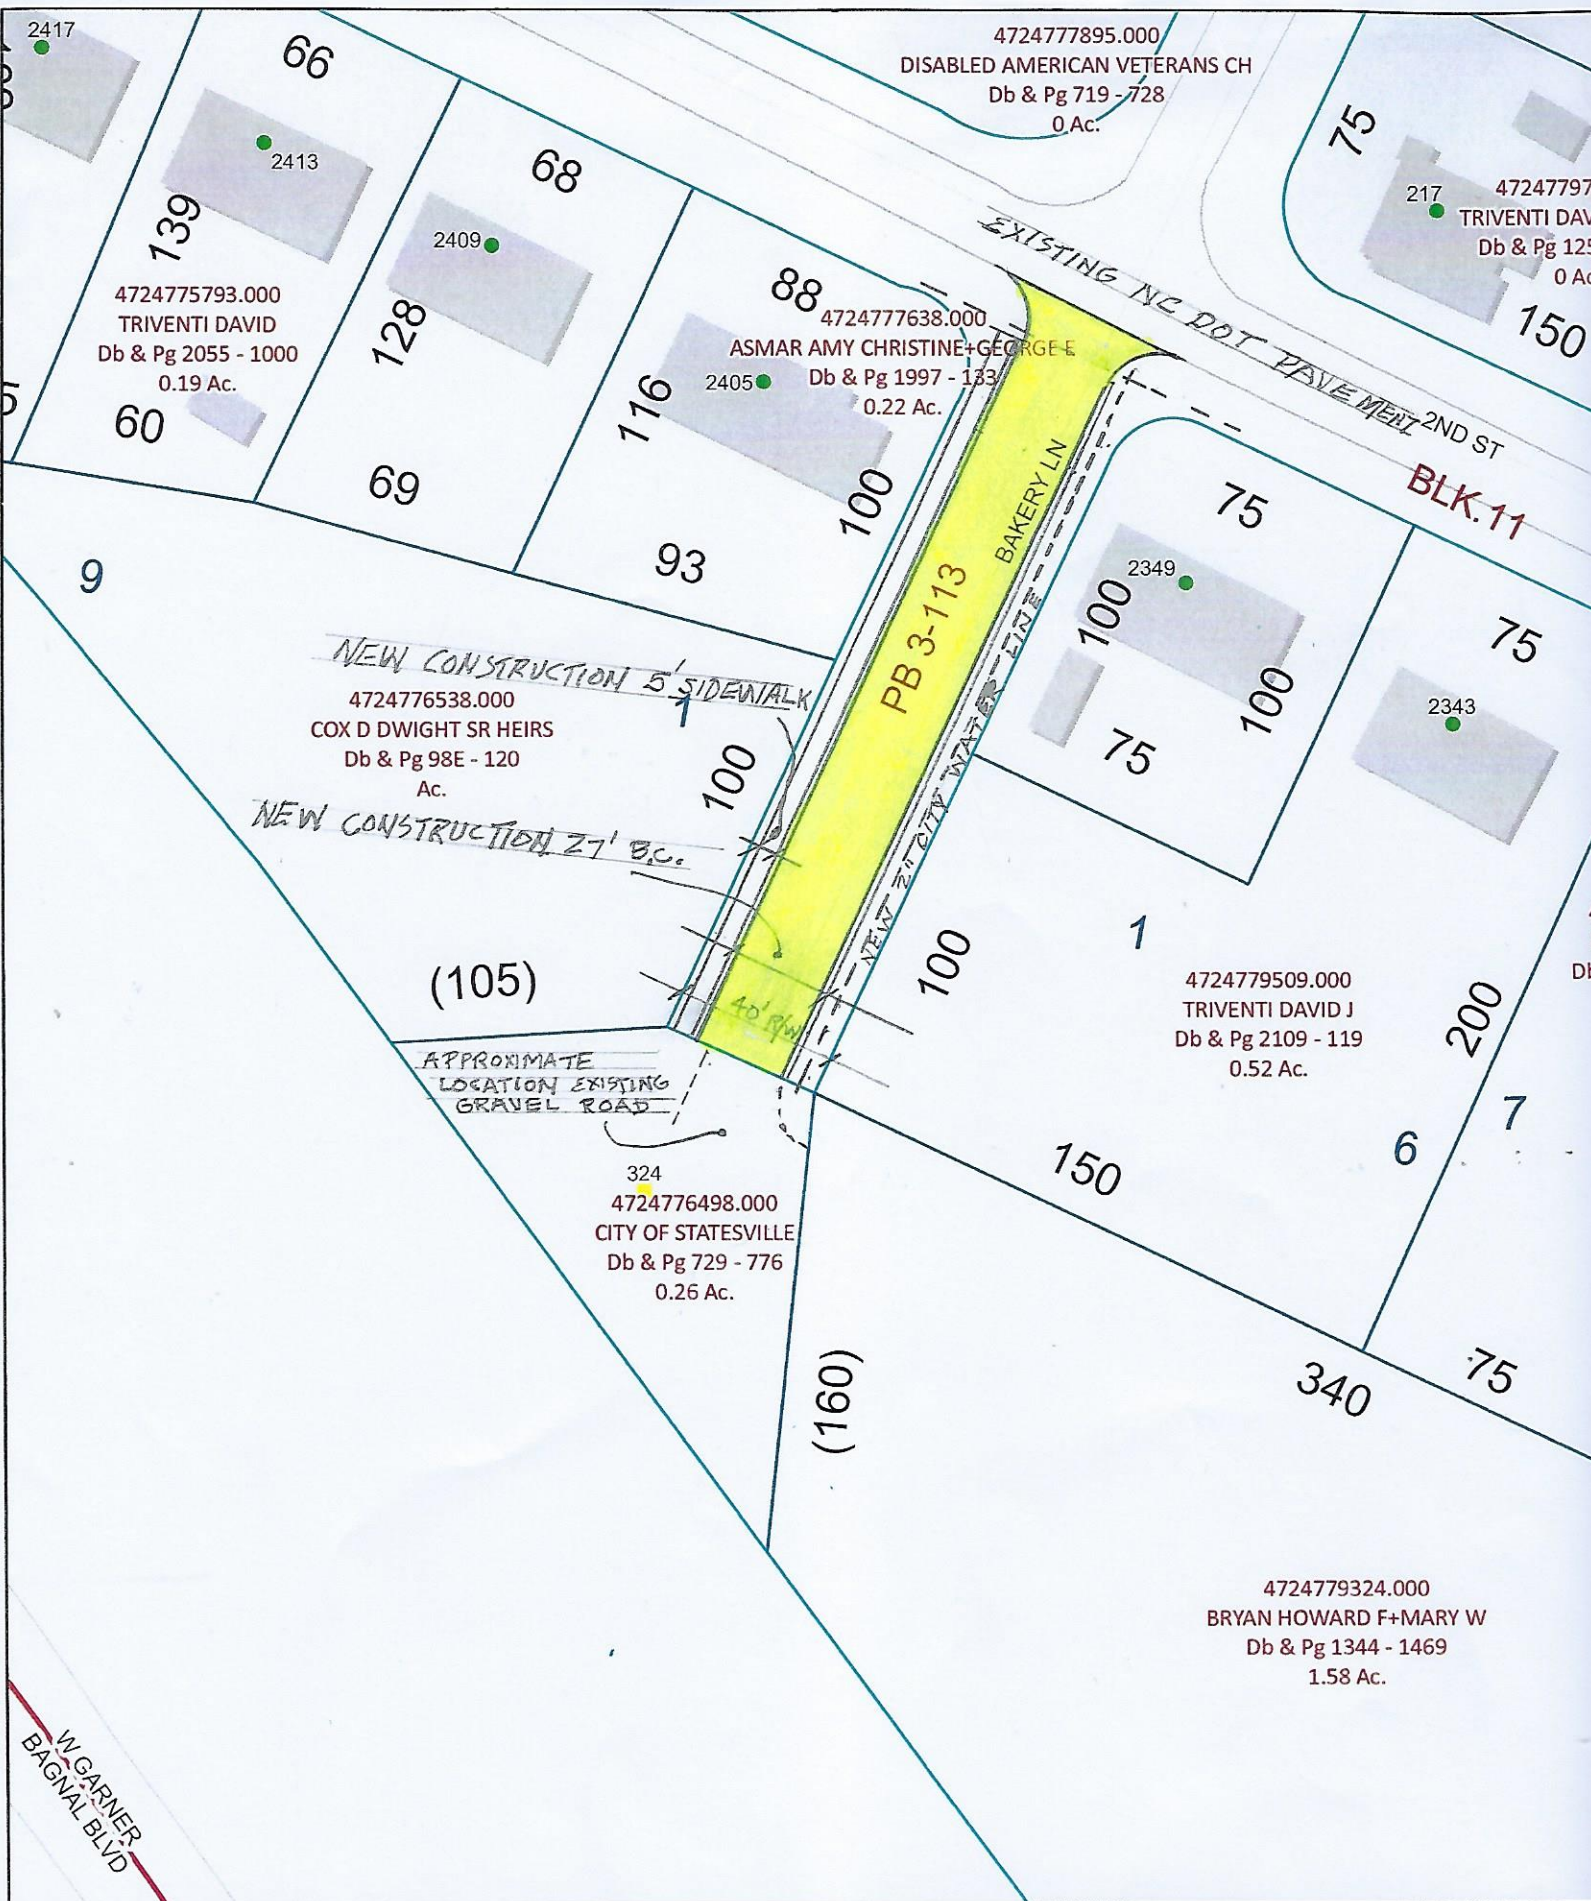 2417
66
4724777895.000
DISABLED AMERICAN VETERANS CH
Db & Pg 719 - 728
0 Ac.
75
2413
68
139
217
47247797
TRIVENTI DAV
Db & Pg 125
0 Ac
2409
EXISTING NC DOT PAVEMENT
150
88
4724775793.000
TRIVENTI DAVID
Db & Pg 2055 - 1000
0.19 Ac.
128
4724777638.000
ASMAR AMY CHRISTINE+GEORGE E
Db & Pg 1997 - 133
0.22 Ac.
2405
116
60
69
2ND ST
BLK.11
100
BAKERY LN
75
93
9
2349
100
PB 3-113
75
NEW CONSTRUCTION 5' SIDEWALK
1
4724776538.000
COX D DWIGHT SR HEIRS
Db & Pg 98E - 120
Ac.
100
2343
75
100
NEW CONSTRUCTION 27' B.C.
NEW 2" CITY WATER LINE
1
100
(105)
4724779509.000
TRIVENTI DAVID J
Db & Pg 2109 - 119
0.52 Ac.
200
40' R/W
APPROXIMATE
LOCATION EXISTING
GRAVEL ROAD
7
6
150
324
4724776498.000
CITY OF STATESVILLE
Db & Pg 729 - 776
0.26 Ac.
340
75
(160)
4724779324.000
BRYAN HOWARD F+MARY W
Db & Pg 1344 - 1469
1.58 Ac.
W GARNER
BAGNAL BLVD